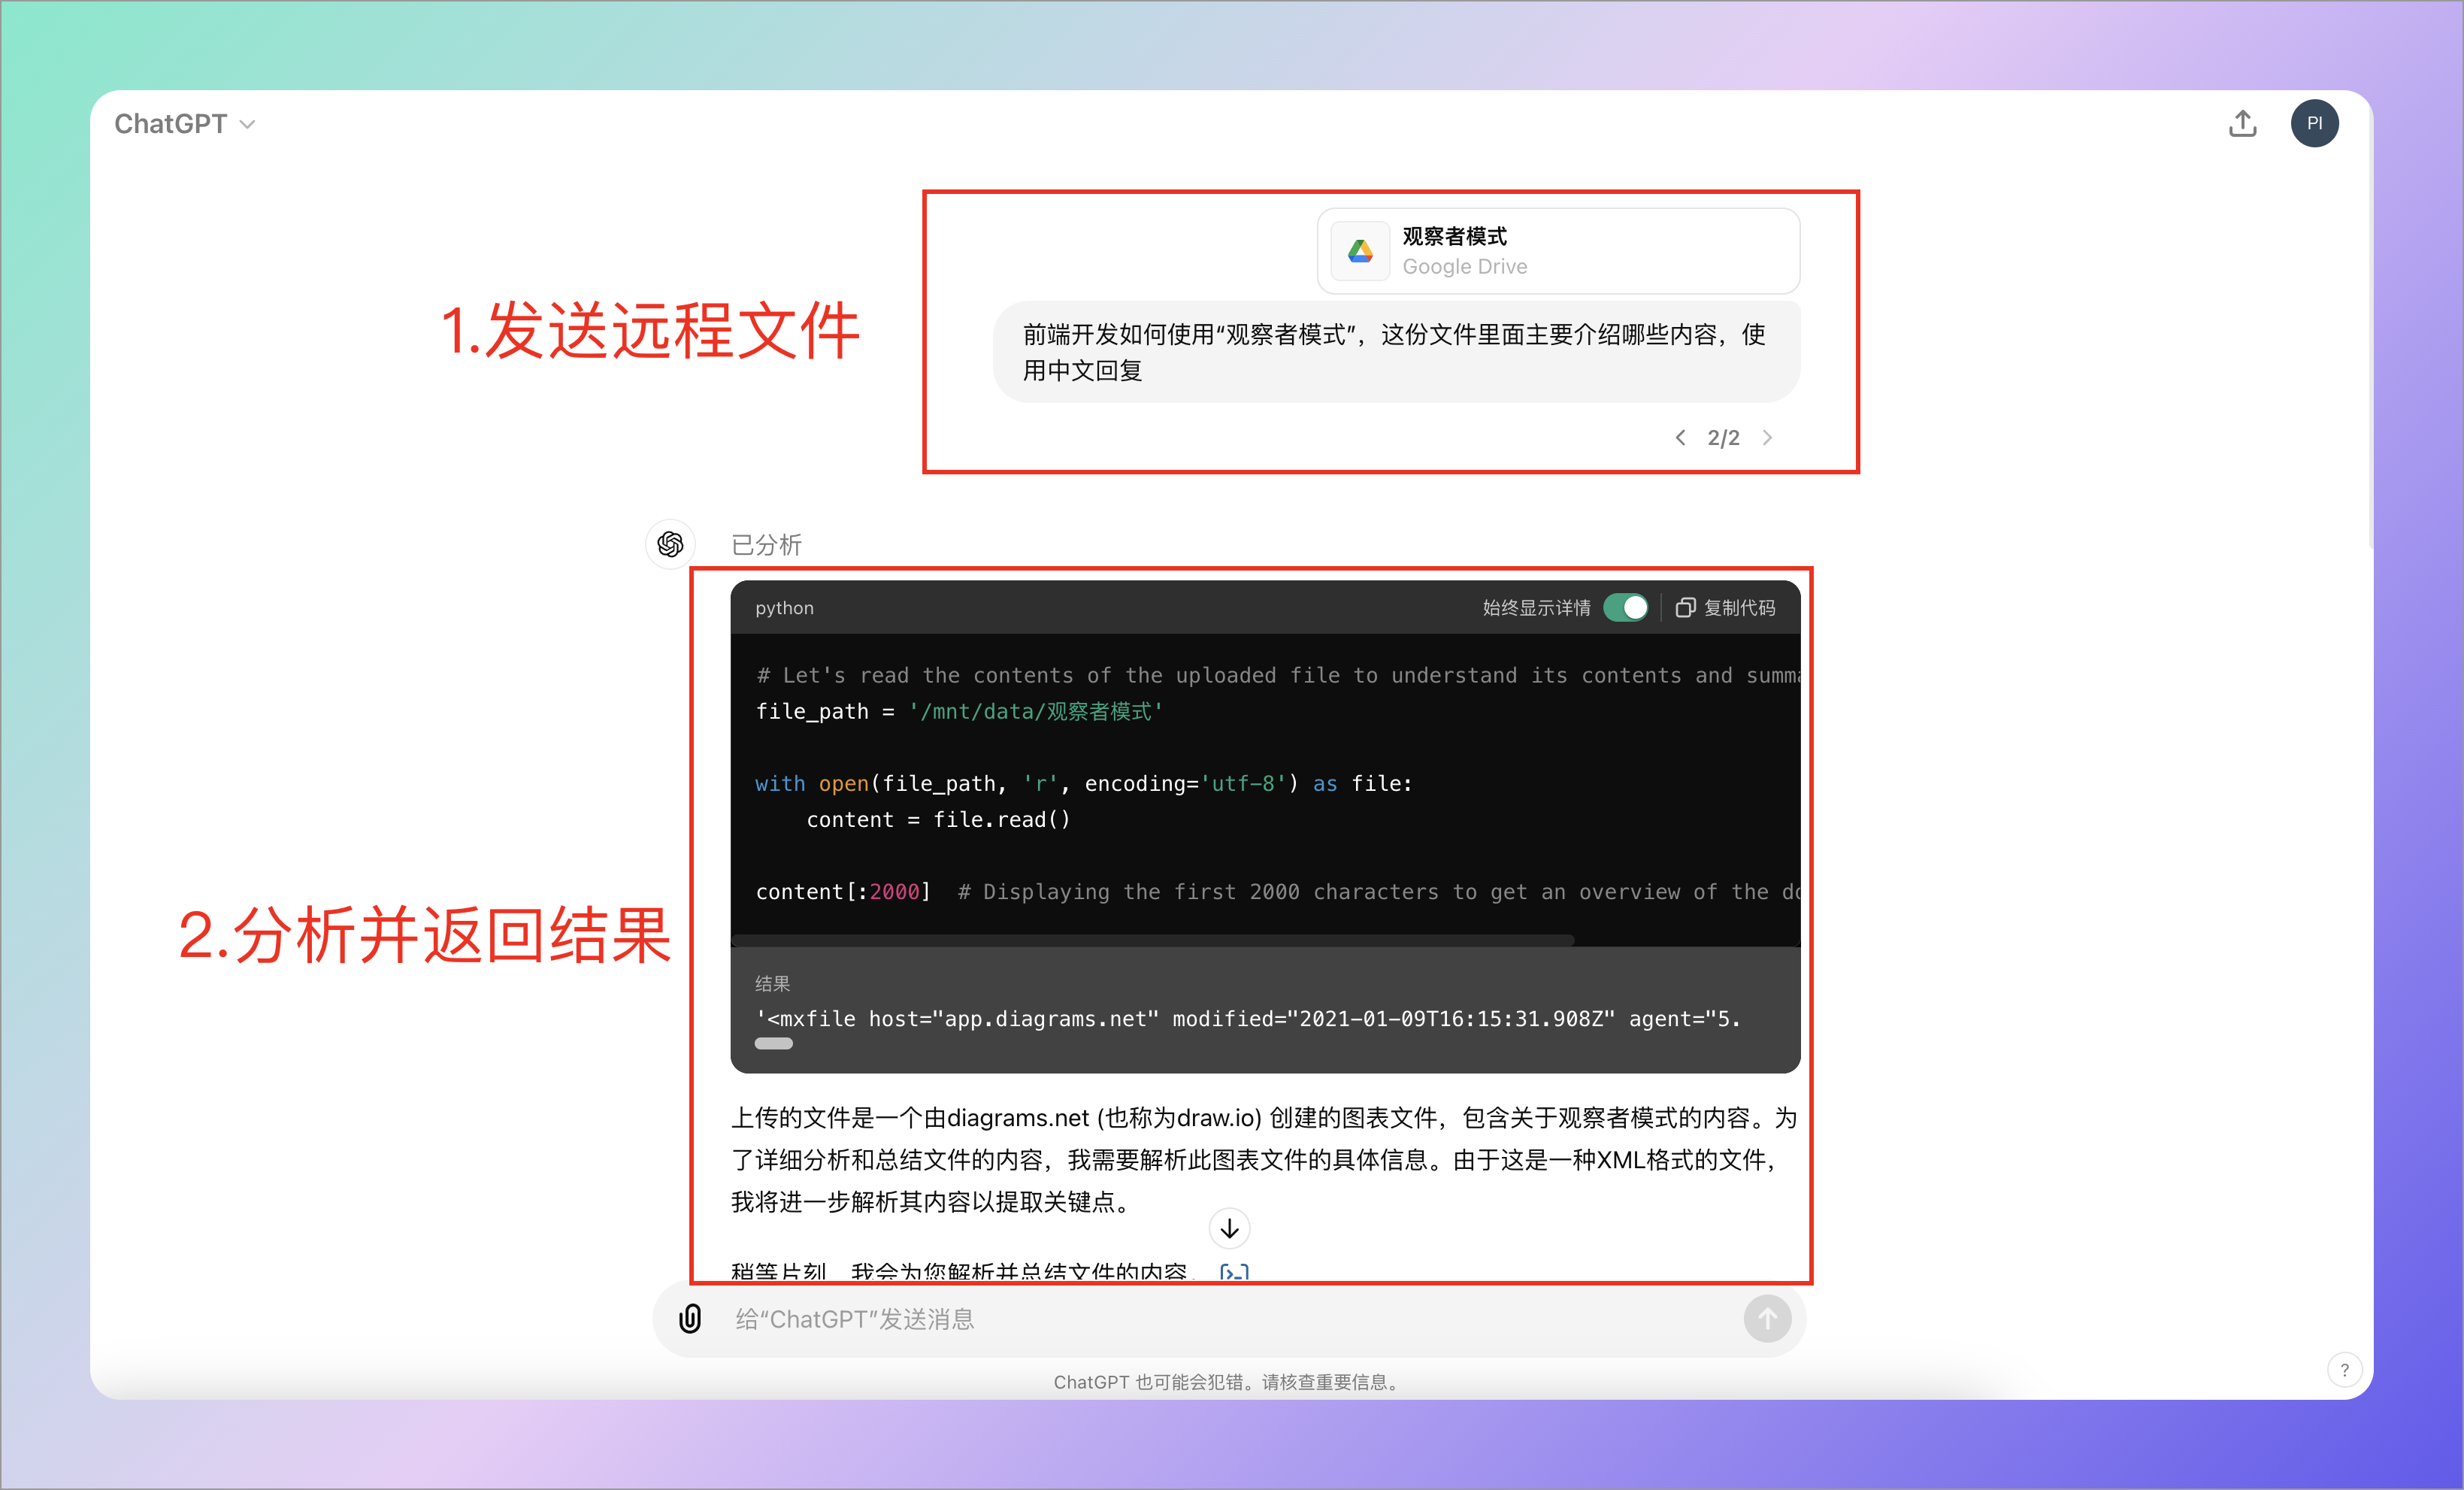 ChatGPT
PI
观察者模式
Google Drive
1.发送远程文件
前端开发如何使用“观察者模式”，这份文件里面主要介绍哪些内容，使
用中文回复
2/2
已分析
python 始终显示详情 复制代码
# Let's read the contents of the uploaded file to understand its contents and summa
file_path = '/mnt/data/观察者模式'
with open(file_path, 'r', encoding='utf-8') as file:
content = file.read()
content[:2000] # Displaying the first 2000 characters to get an overview of the do
2.分析并返回结果
结果
'<mxfile host="app.diagrams.net" modified="2021-01-09T16:15:31.908Z" agent="5.
上传的文件是一个由diagrams.net (也称为draw.io) 创建的图表文件，包含关于观察者模式的内容。为
了详细分析和总结文件的内容，我需要解析此图表文件的具体信息。由于这是一种XML格式的文件，
我将进一步解析其内容以提取关键点。
稍等片刻，我会为您解析并总结文件的内容。 [>-]
给“ChatGPT”发送消息
ChatGPT 也可能会犯错。请核查重要信息。
?